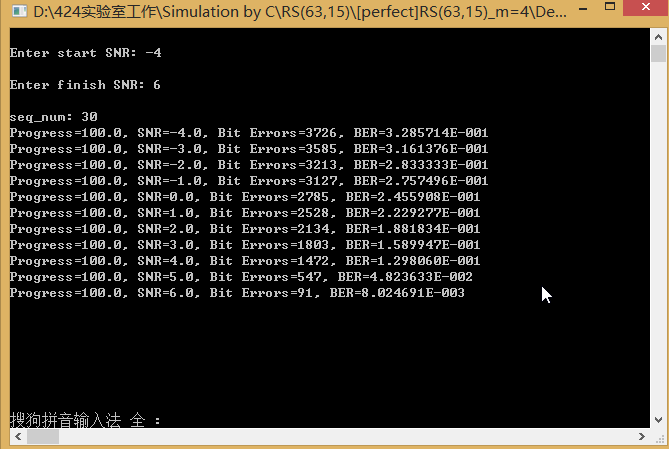 D:\424实验室工作\Simulation by C\RS(63,15)\[perfect]RS(63,15)_m=4\De...
Enter start SNR: -4
Enter finish SNR: 6
seq_num: 30
Progress=100.0, SNR=-4.0, Bit Errors=3726, BER=3.285714E-001
Progress=100.0, SNR=-3.0, Bit Errors=3585, BER=3.161376E-001
Progress=100.0, SNR=-2.0, Bit Errors=3213, BER=2.833333E-001
Progress=100.0, SNR=-1.0, Bit Errors=3127, BER=2.757496E-001
Progress=100.0, SNR=0.0, Bit Errors=2785, BER=2.455908E-001
Progress=100.0, SNR=1.0, Bit Errors=2528, BER=2.229277E-001
Progress=100.0, SNR=2.0, Bit Errors=2134, BER=1.881834E-001
Progress=100.0, SNR=3.0, Bit Errors=1803, BER=1.589947E-001
Progress=100.0, SNR=4.0, Bit Errors=1472, BER=1.298060E-001
Progress=100.0, SNR=5.0, Bit Errors=547, BER=4.823633E-002
Progress=100.0, SNR=6.0, Bit Errors=91, BER=8.024691E-003
搜狗拼音输入法 全 :